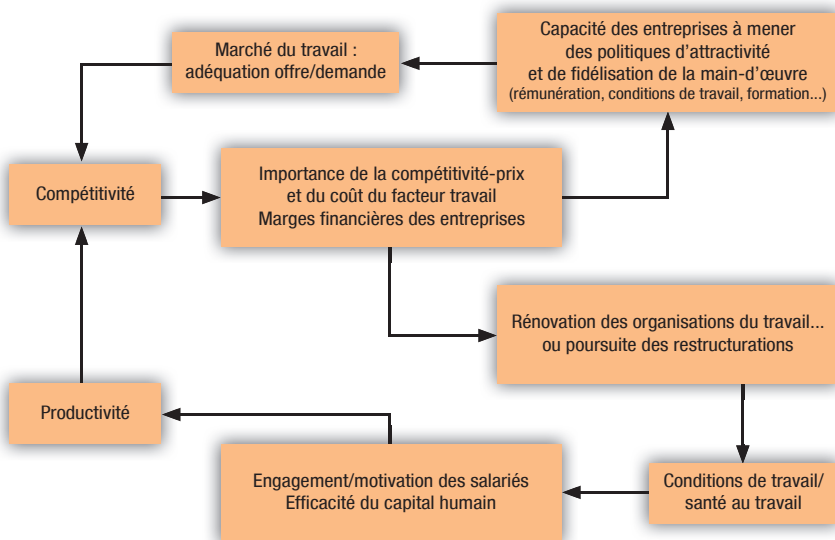 Capacité des entreprises à mener
des politiques d'attractivité
et de fidélisation de la main-d'œuvre
(rémunération, conditions de travail, formation...)
Marché du travail :
adéquation offre/demande
Compétitivité
Importance de la compétitivité-prix
et du coût du facteur travail
Marges financières des entreprises
Rénovation des organisations du travail...
ou poursuite des restructurations
Productivité
Engagement/motivation des salariés
Efficacité du capital humain
Conditions de travail/
santé au travail